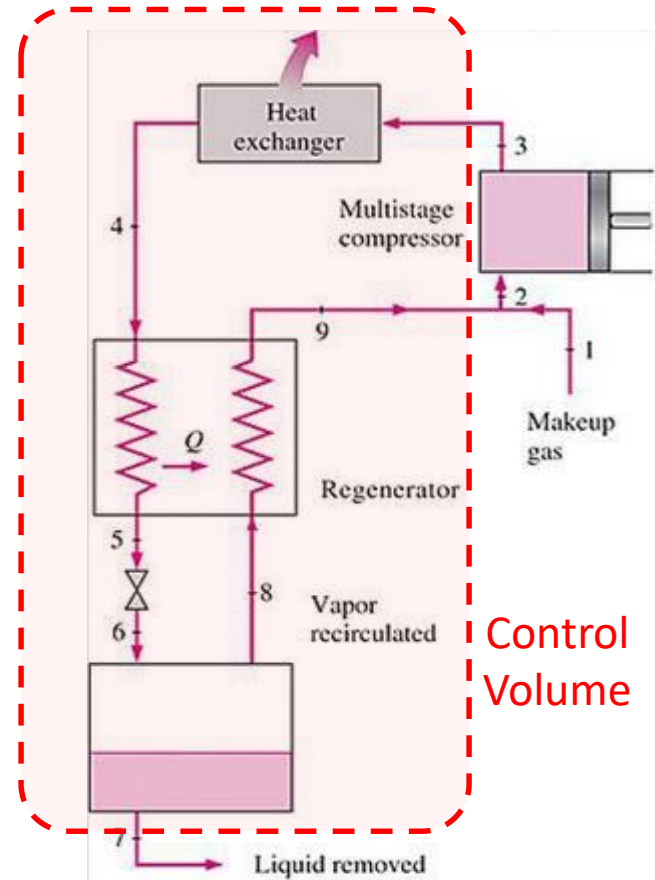 Heat
exchanger
3
4
Multistage
compressor
2
9
1
Makeup
gas
Q
Regenerator
5
8
Vapor
recirculated
6
Control
Volume
7
Liquid removed